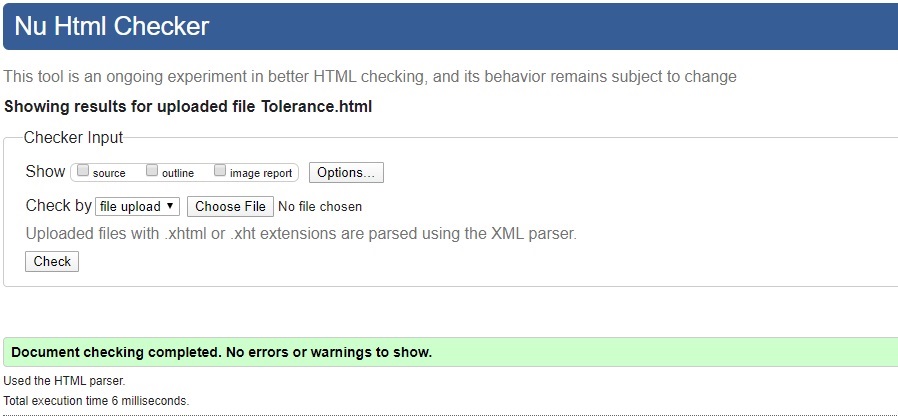 Nu Html Checker
This tool is an ongoing experiment in better HTML checking, and its behavior remains subject to change
Showing results for uploaded file Tolerance.html
Checker Input
Show source outline image report Options...
Check by file upload Choose File No file chosen
Uploaded files with .xhtml or .xht extensions are parsed using the XML parser.
Check
Document checking completed. No errors or warnings to show.
Used the HTML parser.
Total execution time 6 milliseconds.